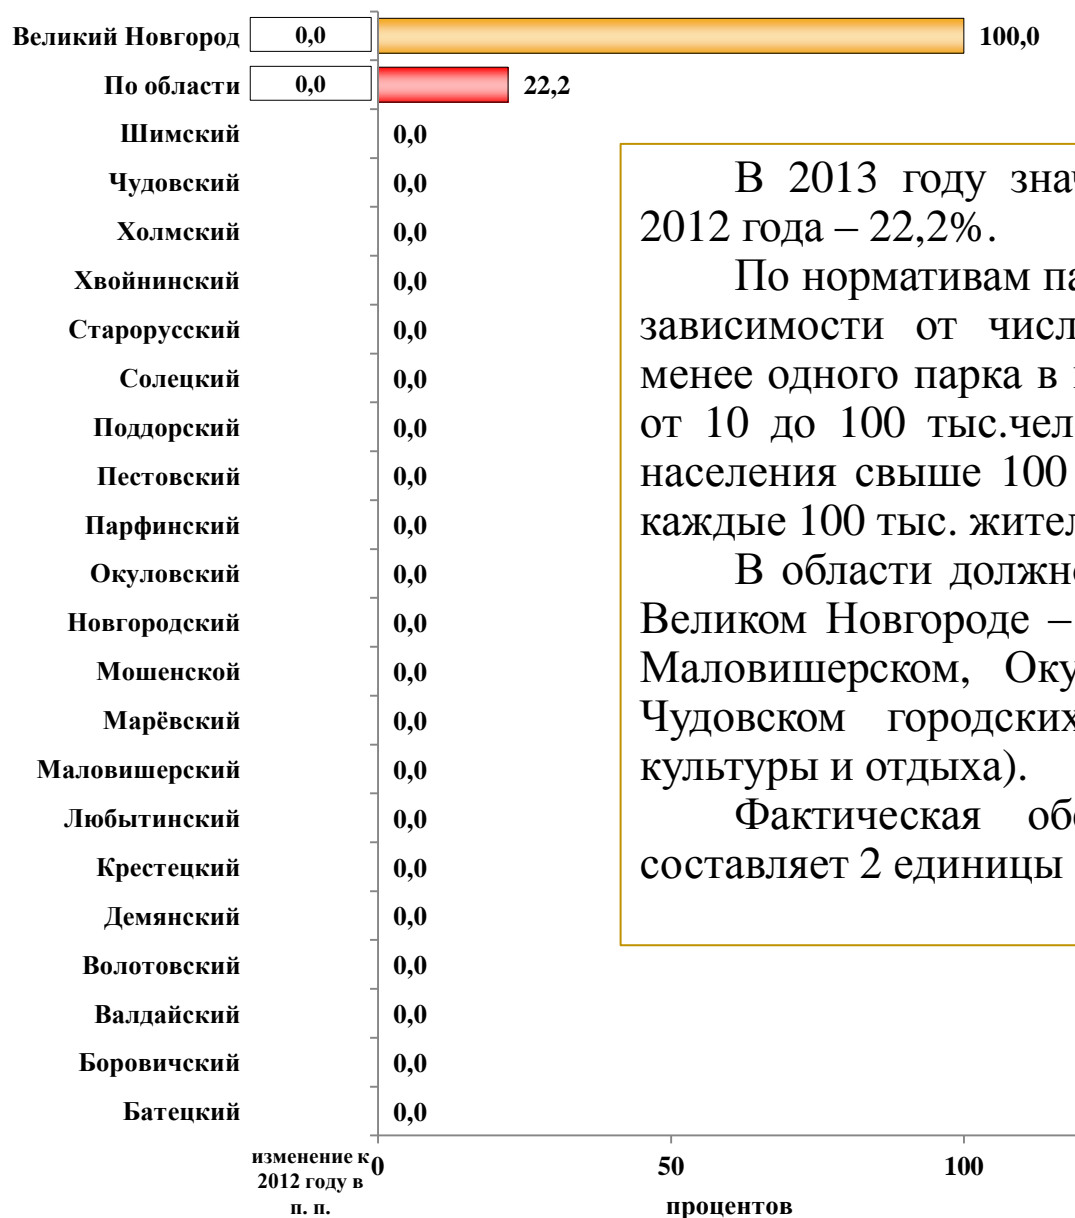 Великий Новгород 0,0 100,0
По области 0,0 22,2
Шимский 0,0
Чудовский 0,0
Холмский 0,0
Хвойнинский 0,0
Старорусский 0,0
Солецкий 0,0
Поддорский 0,0
Пестовский 0,0
Парфинский 0,0
Окуловский 0,0
Новгородский 0,0
Мошенской 0,0
Марёвский 0,0
Маловишерский 0,0
Любытинский 0,0
Крестецкий 0,0
Демянский 0,0
Волотовский 0,0
Валдайский 0,0
Боровичский 0,0
Батецкий 0,0
В 2013 году знач
2012 года – 22,2%.
По нормативам па
зависимости от числ
менее одного парка в
от 10 до 100 тыс.чел
населения свыше 100
каждые 100 тыс. жител
В области должно
Великом Новгороде –
Маловишерском, Оку
Чудовском городских
культуры и отдыха).
Фактическая обе
составляет 2 единицы
изменение к
2012 году в
п. п.
0 50 100
процентов